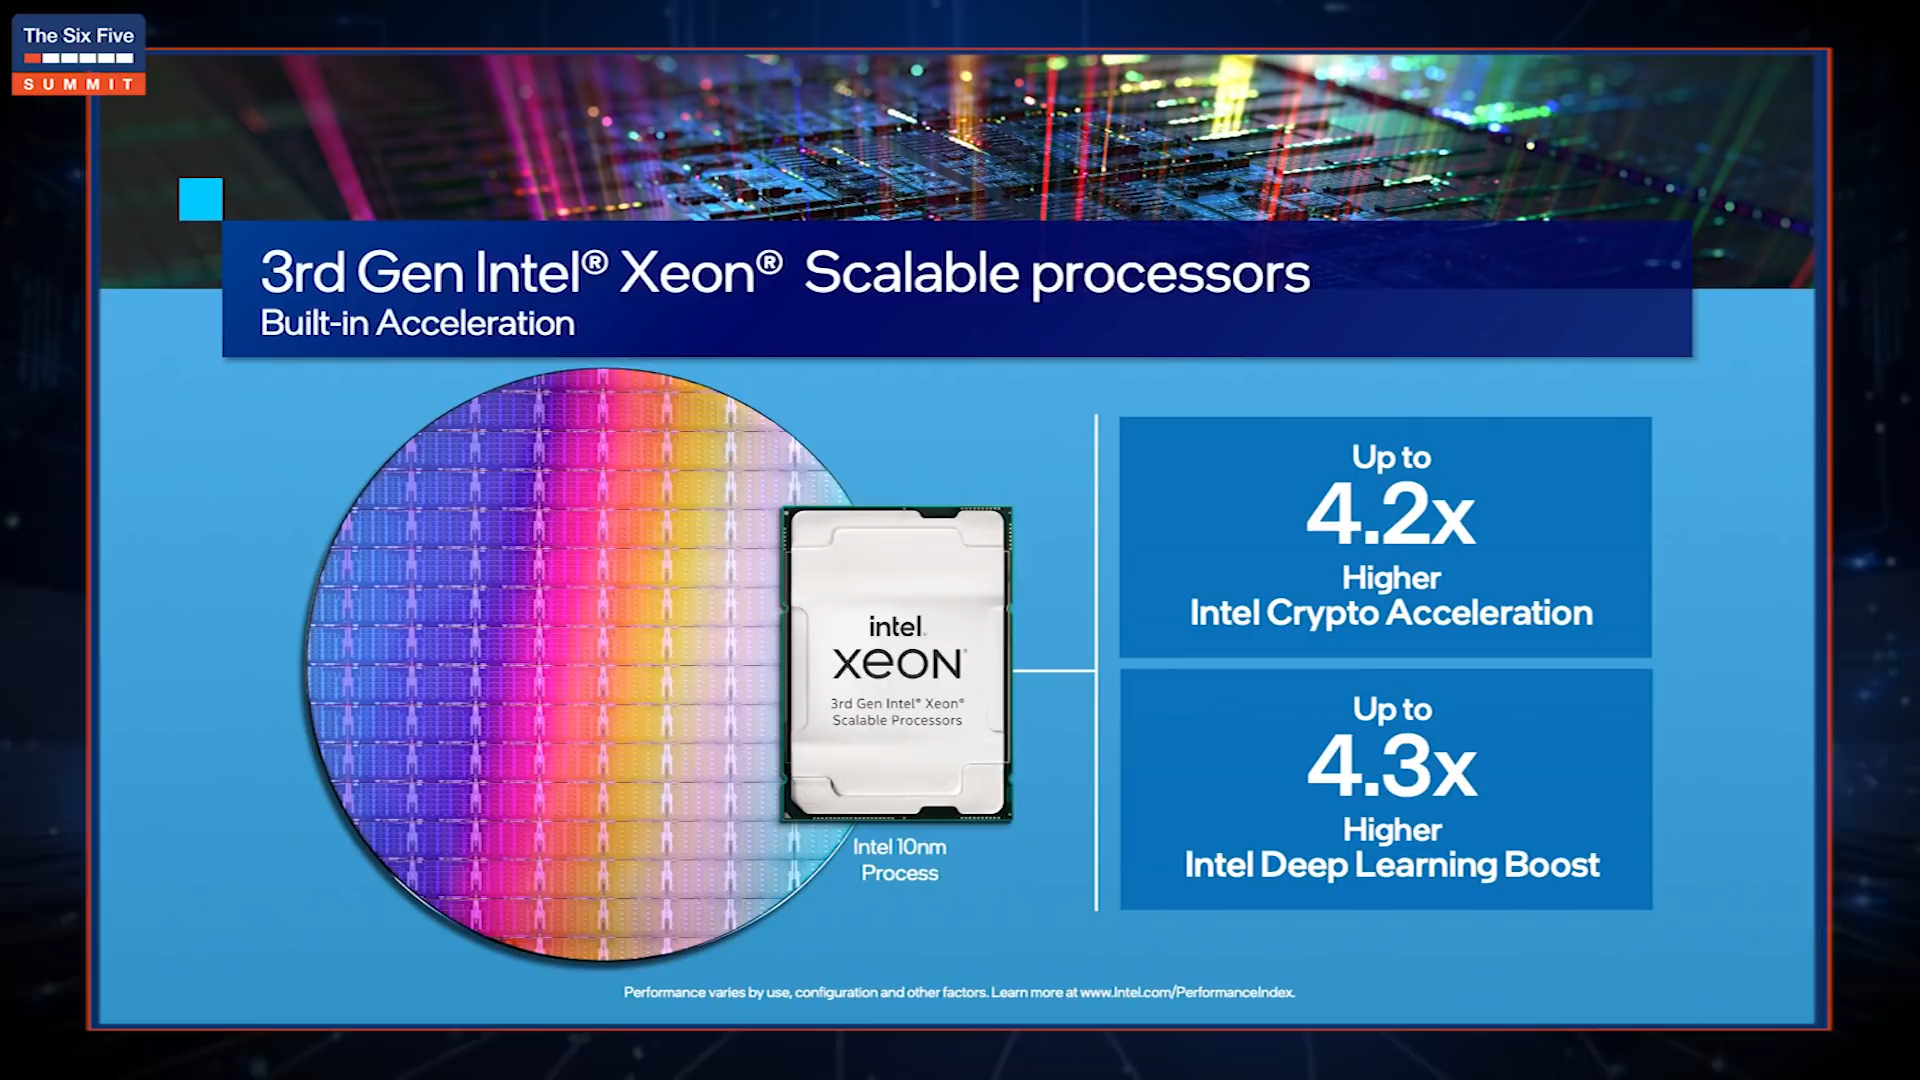 The Six Five
SUMMIT
3rd Gen Intel® Xeon® Scalable processors
Built-in Acceleration
intel.
xeon®
3rd Gen Intel® Xeon®
Scalable Processors
Intel 10nm
Process
Up to
4.2x
Higher
Intel Crypto Acceleration
Up to
4.3x
Higher
Intel Deep Learning Boost
Performance varies by use, configuration and other factors. Learn more at www.Intel.com/PerformanceIndex.